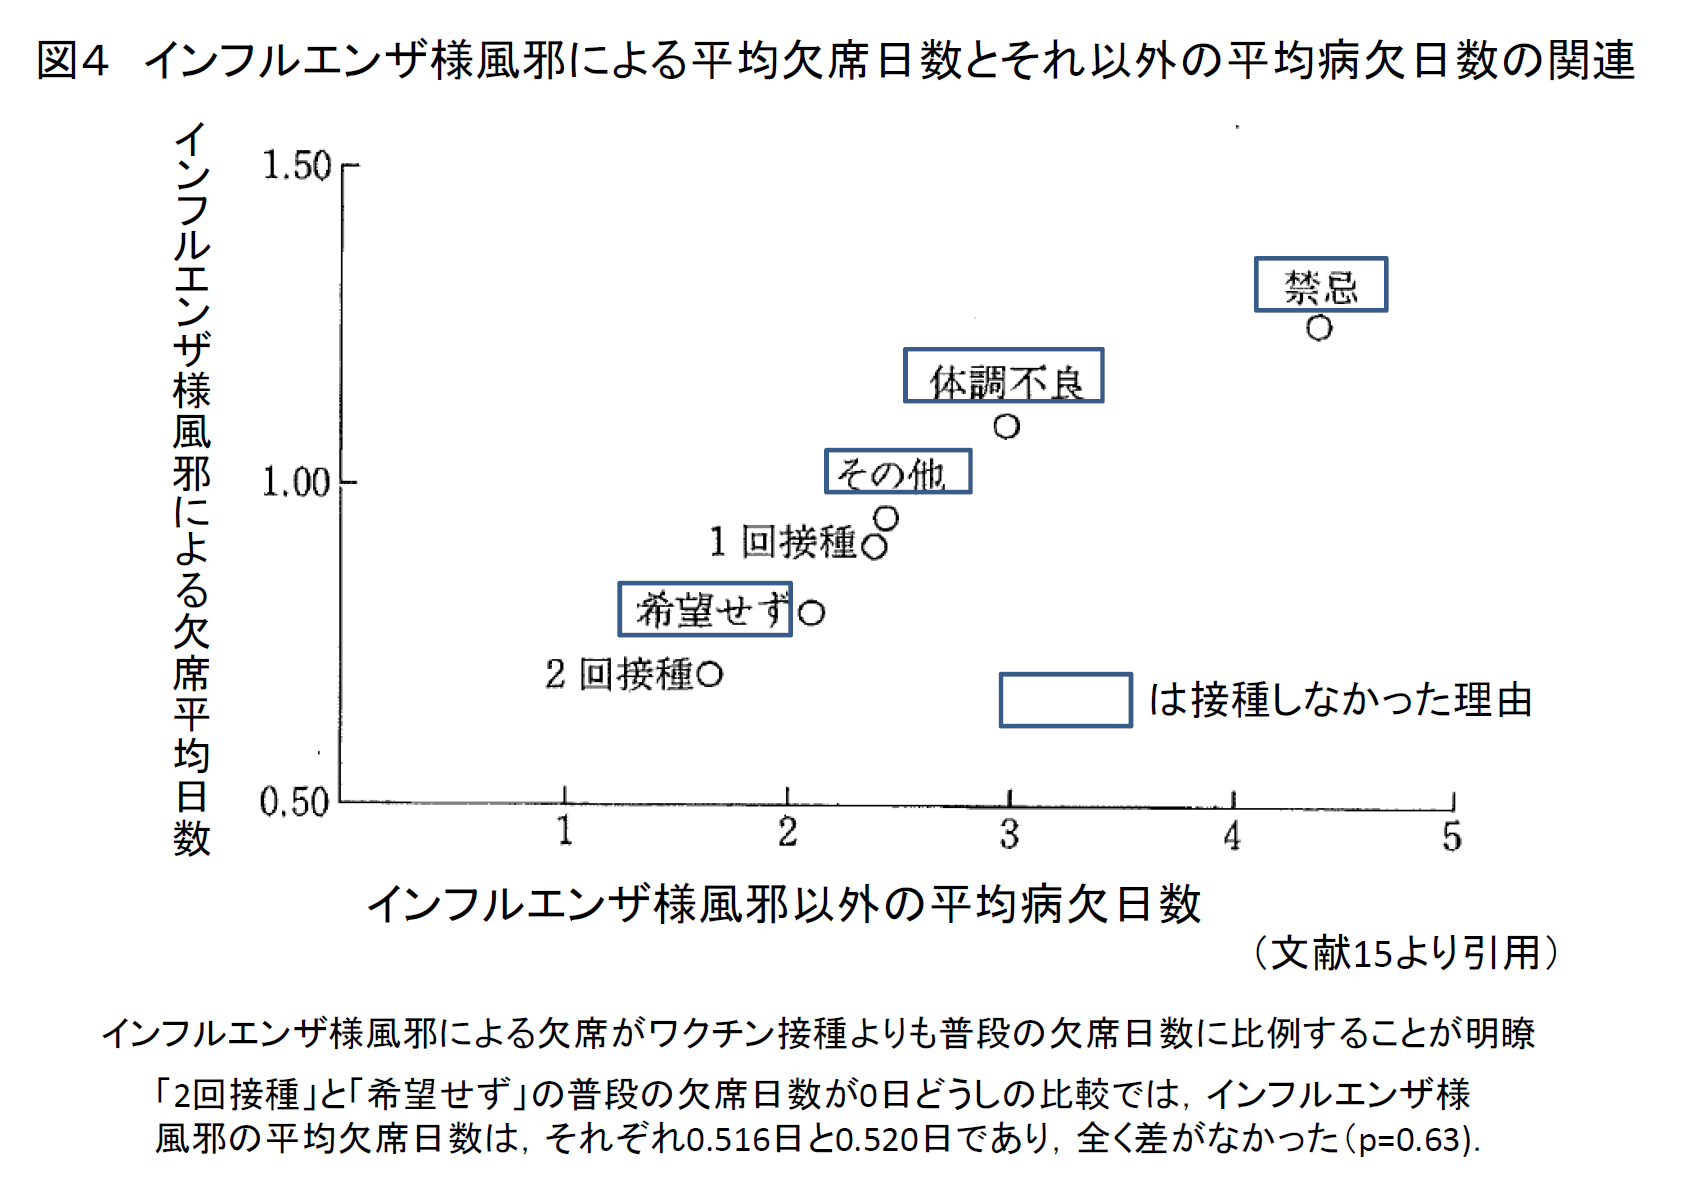 図４　インフルエンザ様風邪による平均欠席日数とそれ以外の平均病欠日数の関連
インフルエンザ様風邪による欠席平均日数
1.50
禁忌
体調不良
その他
1.00
1回接種
希望せず
2回接種
は接種しなかった理由
0.50
1 2 3 4 5
インフルエンザ様風邪以外の平均病欠日数
（文献15より引用）
インフルエンザ様風邪による欠席がワクチン接種よりも普段の欠席日数に比例することが明瞭
「2回接種」と「希望せず」の普段の欠席日数が0日どうしの比較では，インフルエンザ様
風邪の平均欠席日数は，それぞれ0.516日と0.520日であり，全く差がなかった（p=0.63）．